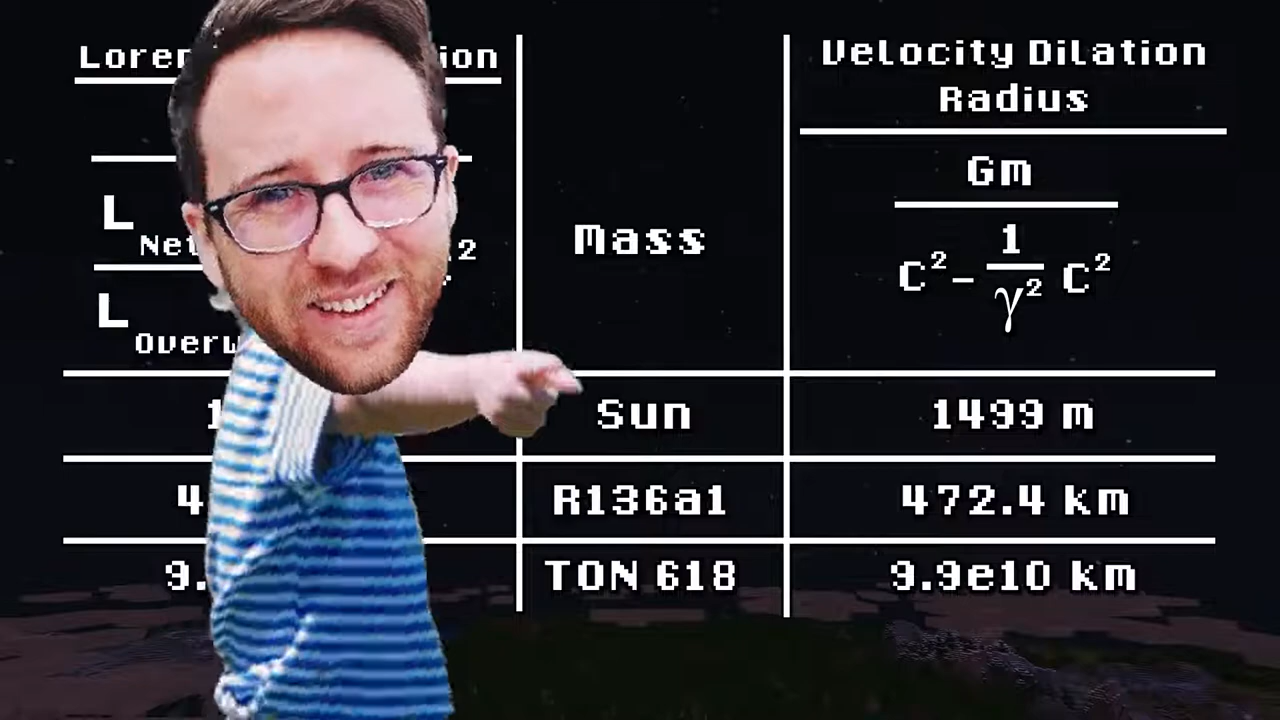 Velocity Dilation
Radius
Gm
L
Mass
1
2
C² - — C²
γ²
L
Sun
1499 m
R136a1
472.4 km
TON 618
9.9e10 km